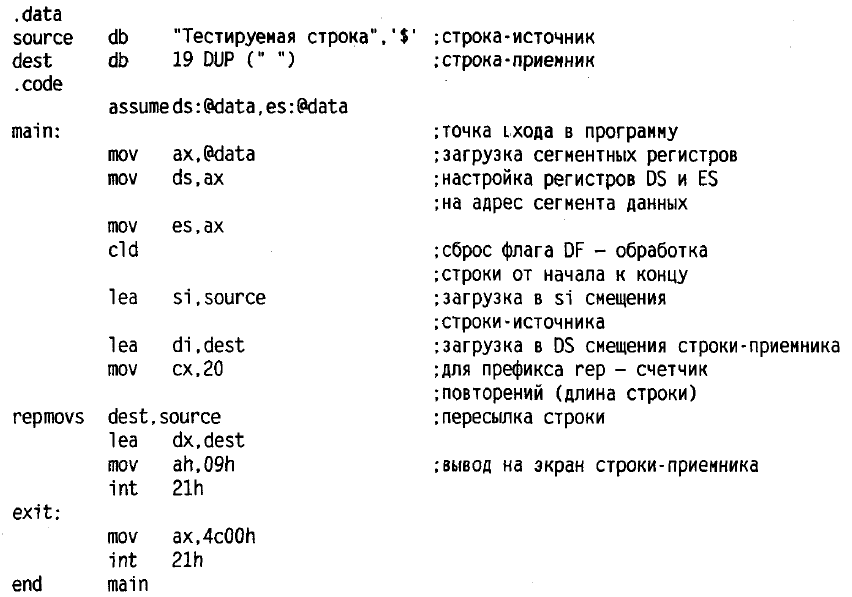 .data
source db "Тестируемая строка",'$' ;строка-источник
dest db 19 DUP (" ") ;строка-приемник
.code
assume ds:@data,es:@data
main: ;точка входа в программу
mov ax,@data ;загрузка сегментных регистров
mov ds,ax ;настройка регистров DS и ES
;на адрес сегмента данных
mov es,ax
cld ;сброс флага DF — обработка
;строки от начала к концу
lea si,source ;загрузка в si смещения
;строки-источника
lea di,dest ;загрузка в DS смещения строки-приемника
mov cx,20 ;для префикса rep — счетчик
;повторений (длина строки)
repmovs dest,source ;пересылка строки
lea dx,dest
mov ah,09h ;вывод на экран строки-приемника
int 21h
exit:
mov ax,4c00h
int 21h
end main